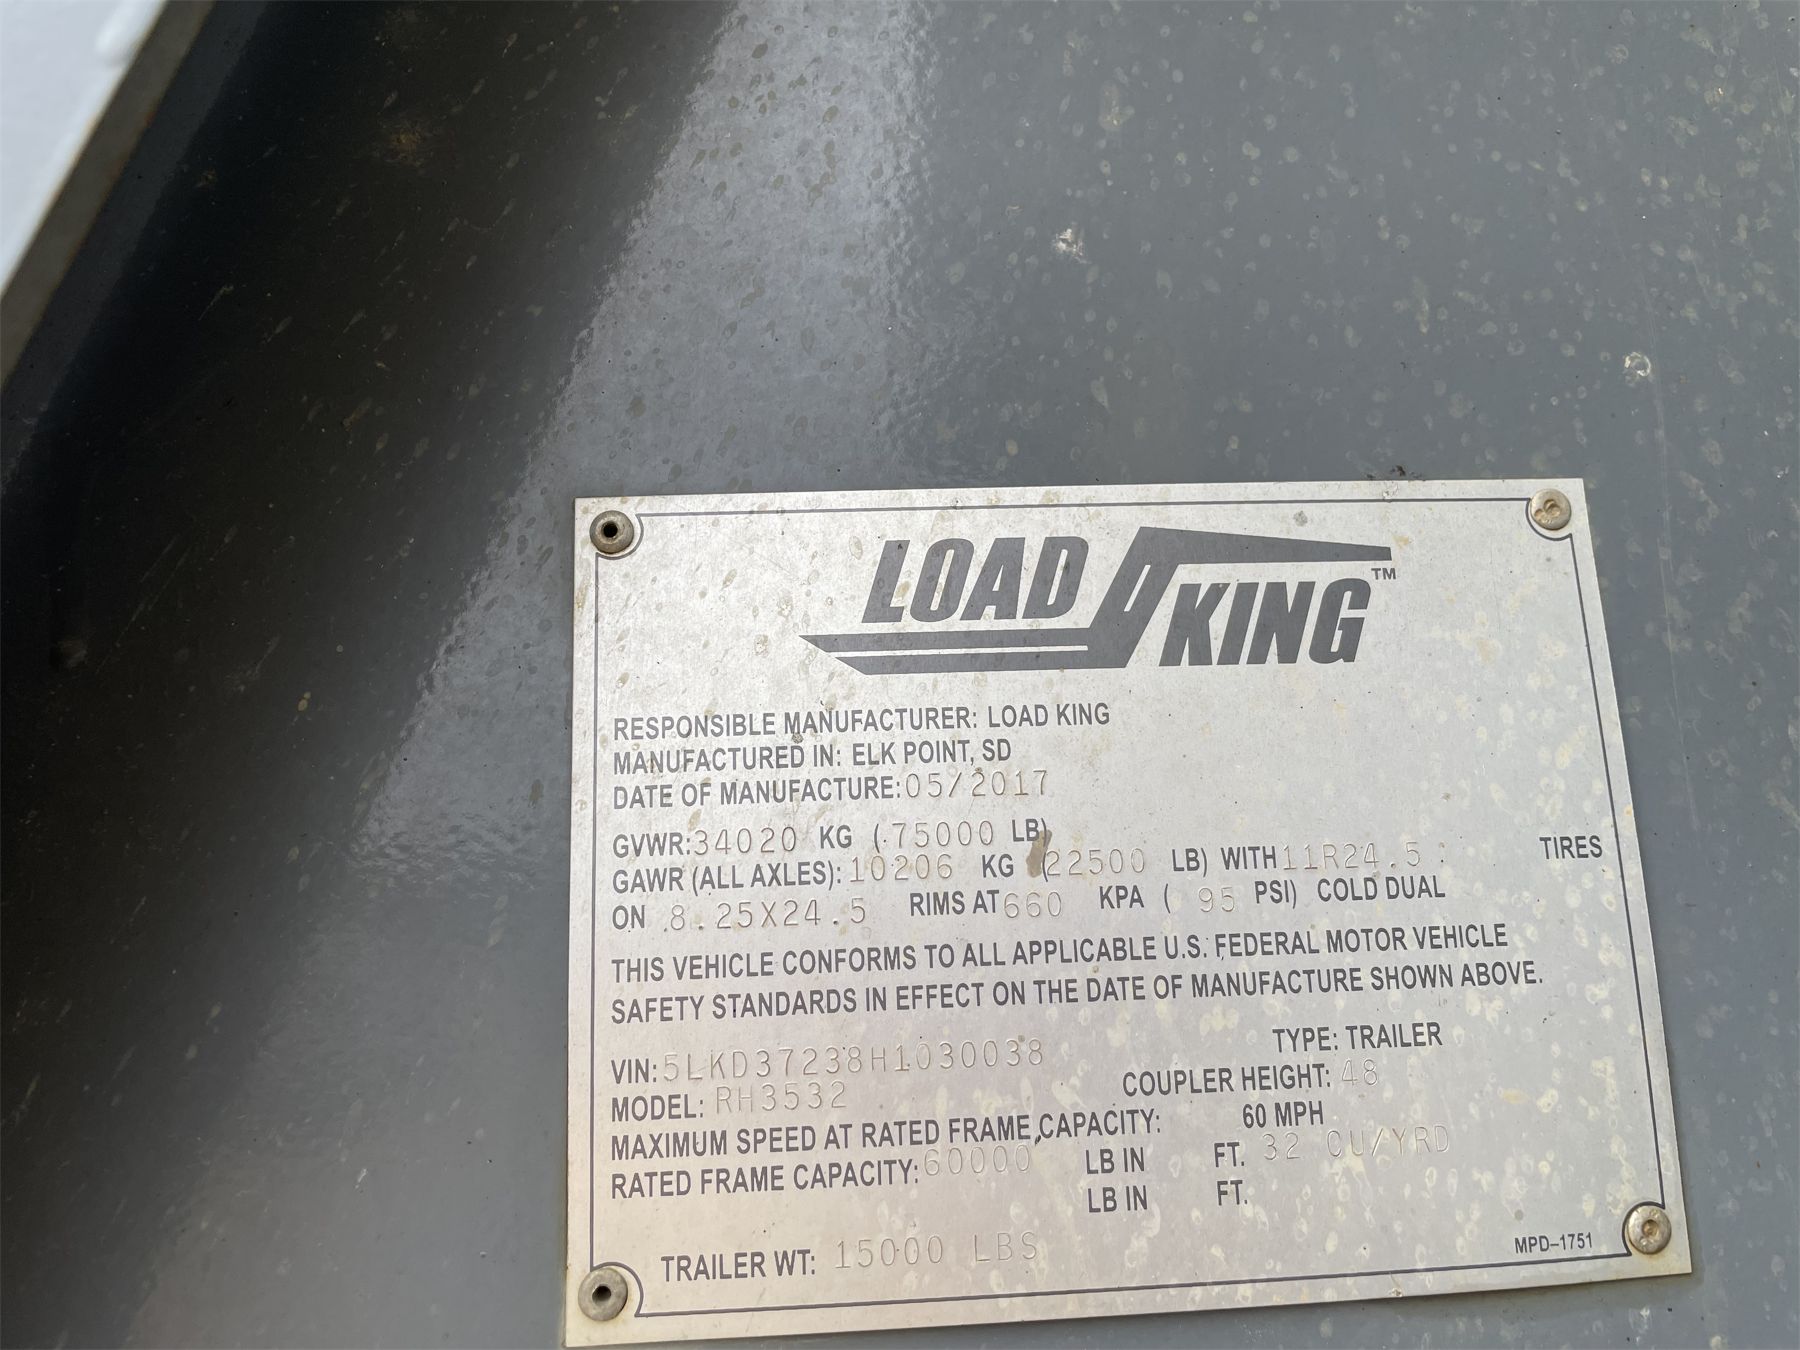 LOAD KING™
RESPONSIBLE MANUFACTURER: LOAD KING
MANUFACTURED IN: ELK POINT, SD
DATE OF MANUFACTURE: 05/2017
GVWR: 34020 KG (75000 LB)
GAWR (ALL AXLES): 10206 KG (22500 LB) WITH 11R24.5 TIRES
ON 8.25X24.5 RIMS AT 660 KPA ( 95 PSI) COLD DUAL
THIS VEHICLE CONFORMS TO ALL APPLICABLE U.S. FEDERAL MOTOR VEHICLE
SAFETY STANDARDS IN EFFECT ON THE DATE OF MANUFACTURE SHOWN ABOVE.
VIN: 5LKD37238H1030038 TYPE: TRAILER
MODEL: RH3532 COUPLER HEIGHT: 48
MAXIMUM SPEED AT RATED FRAME CAPACITY: 60 MPH
RATED FRAME CAPACITY: 60000 LB IN FT. 32 CU/YRD
LB IN FT.
TRAILER WT: 15000 LBS
MPD-1751